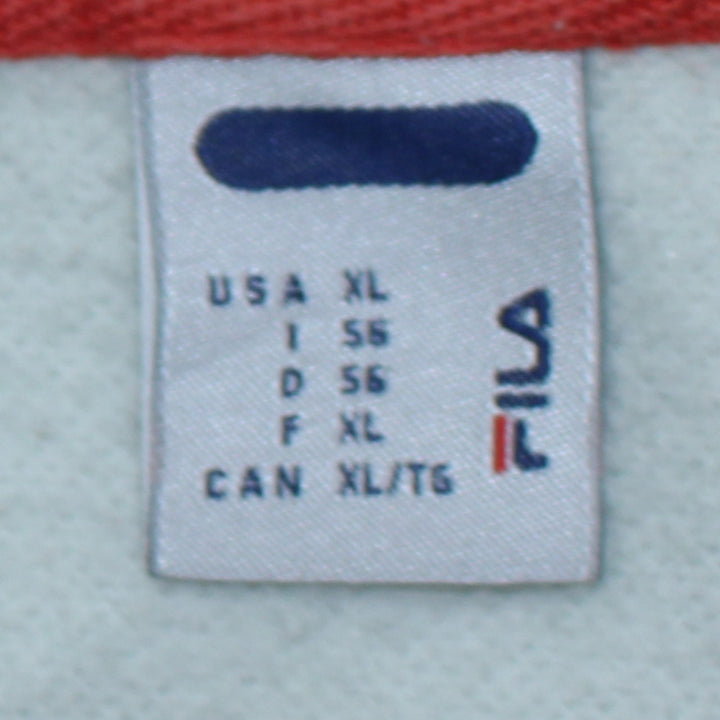 USA XL
I 56
D 56
F XL
CAN XL/TG
FILA